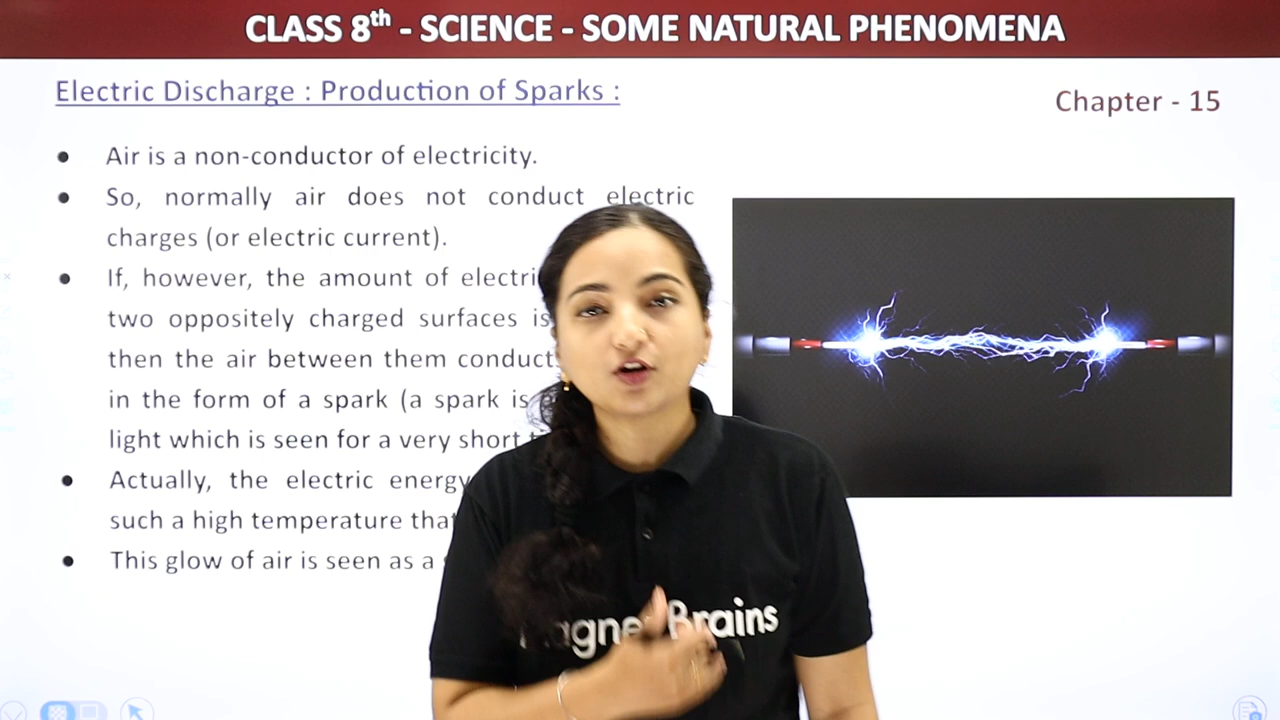 CLASS 8th - SCIENCE - SOME NATURAL PHENOMENA
Electric Discharge : Production of Sparks :
Chapter - 15
● Air is a non-conductor of electricity.
● So, normally air does not conduct electric
charges (or electric current).
● If, however, the amount of
two oppositely charged surfaces is
then the air between them
in the form of a spark (a spark is
light which is seen for a very short
● Actually, the electric energy
such a high temperature
● This glow of air is seen as a
Brains